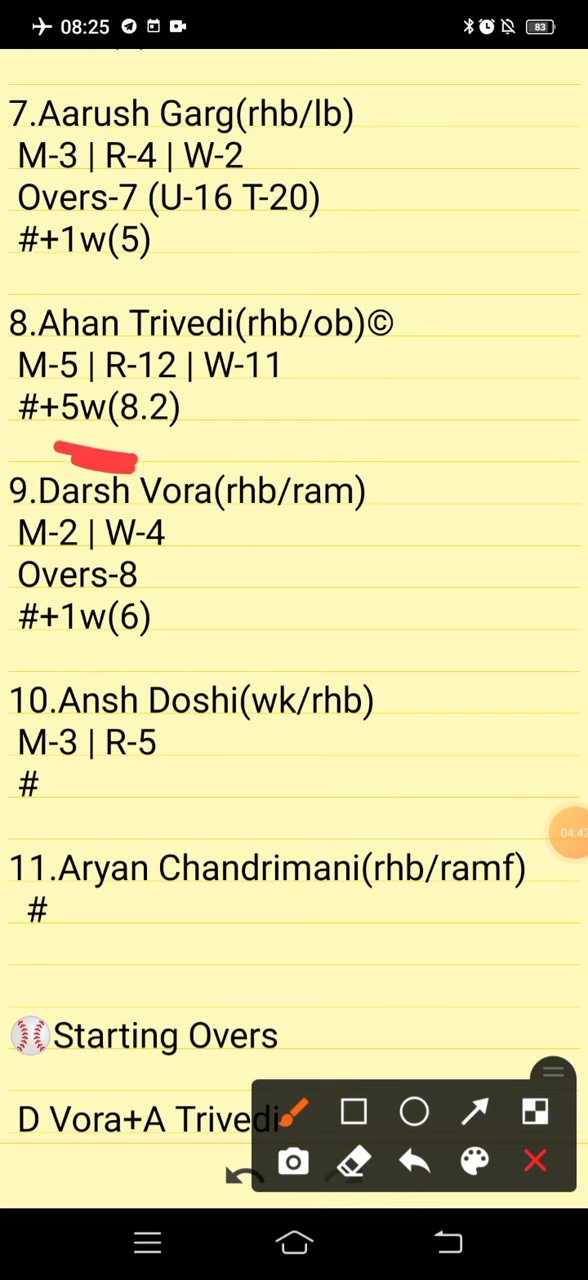 08:25
83
7.Aarush Garg(rhb/lb)
M-3 | R-4 | W-2
Overs-7 (U-16 T-20)
#+1w(5)
8.Ahan Trivedi(rhb/ob)©
M-5 | R-12 | W-11
#+5w(8.2)
9.Darsh Vora(rhb/ram)
M-2 | W-4
Overs-8
#+1w(6)
10.Ansh Doshi(wk/rhb)
M-3 | R-5
#
04:42
11.Aryan Chandrimani(rhb/ramf)
#
Starting Overs
D Vora+A Trivedi